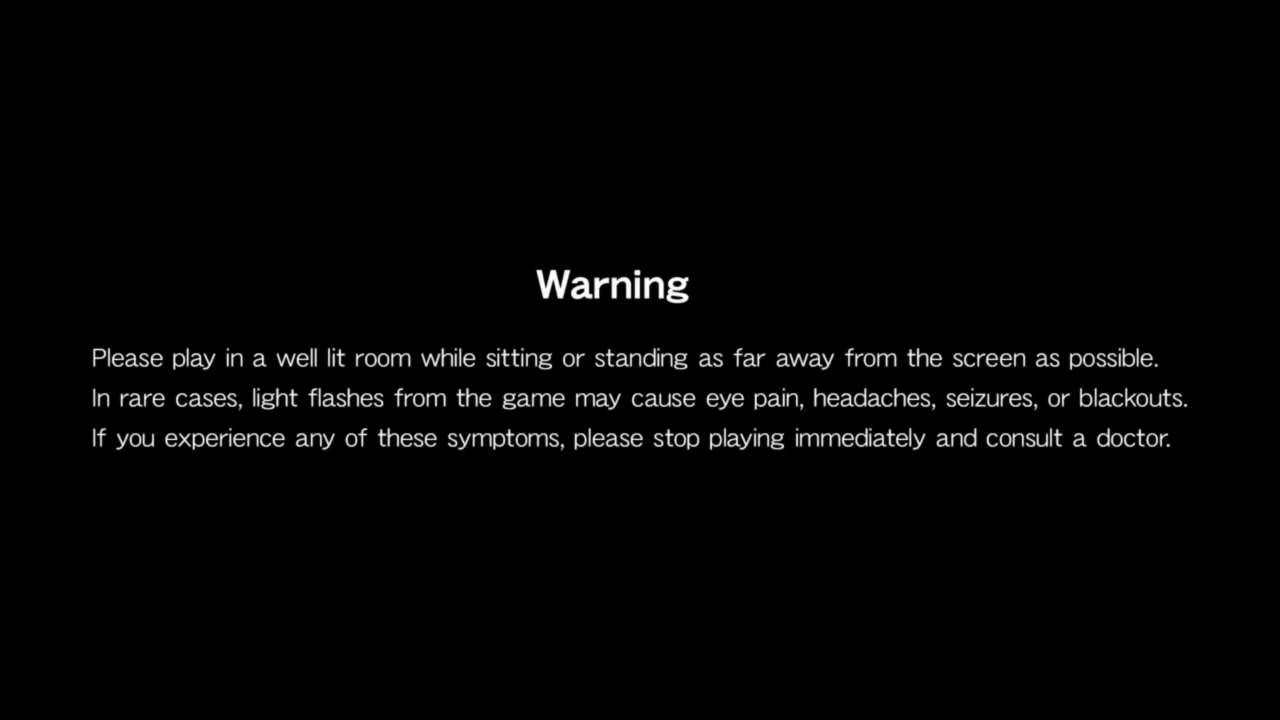 Warning
Please play in a well lit room while sitting or standing as far away from the screen as possible.
In rare cases, light flashes from the game may cause eye pain, headaches, seizures, or blackouts.
If you experience any of these symptoms, please stop playing immediately and consult a doctor.